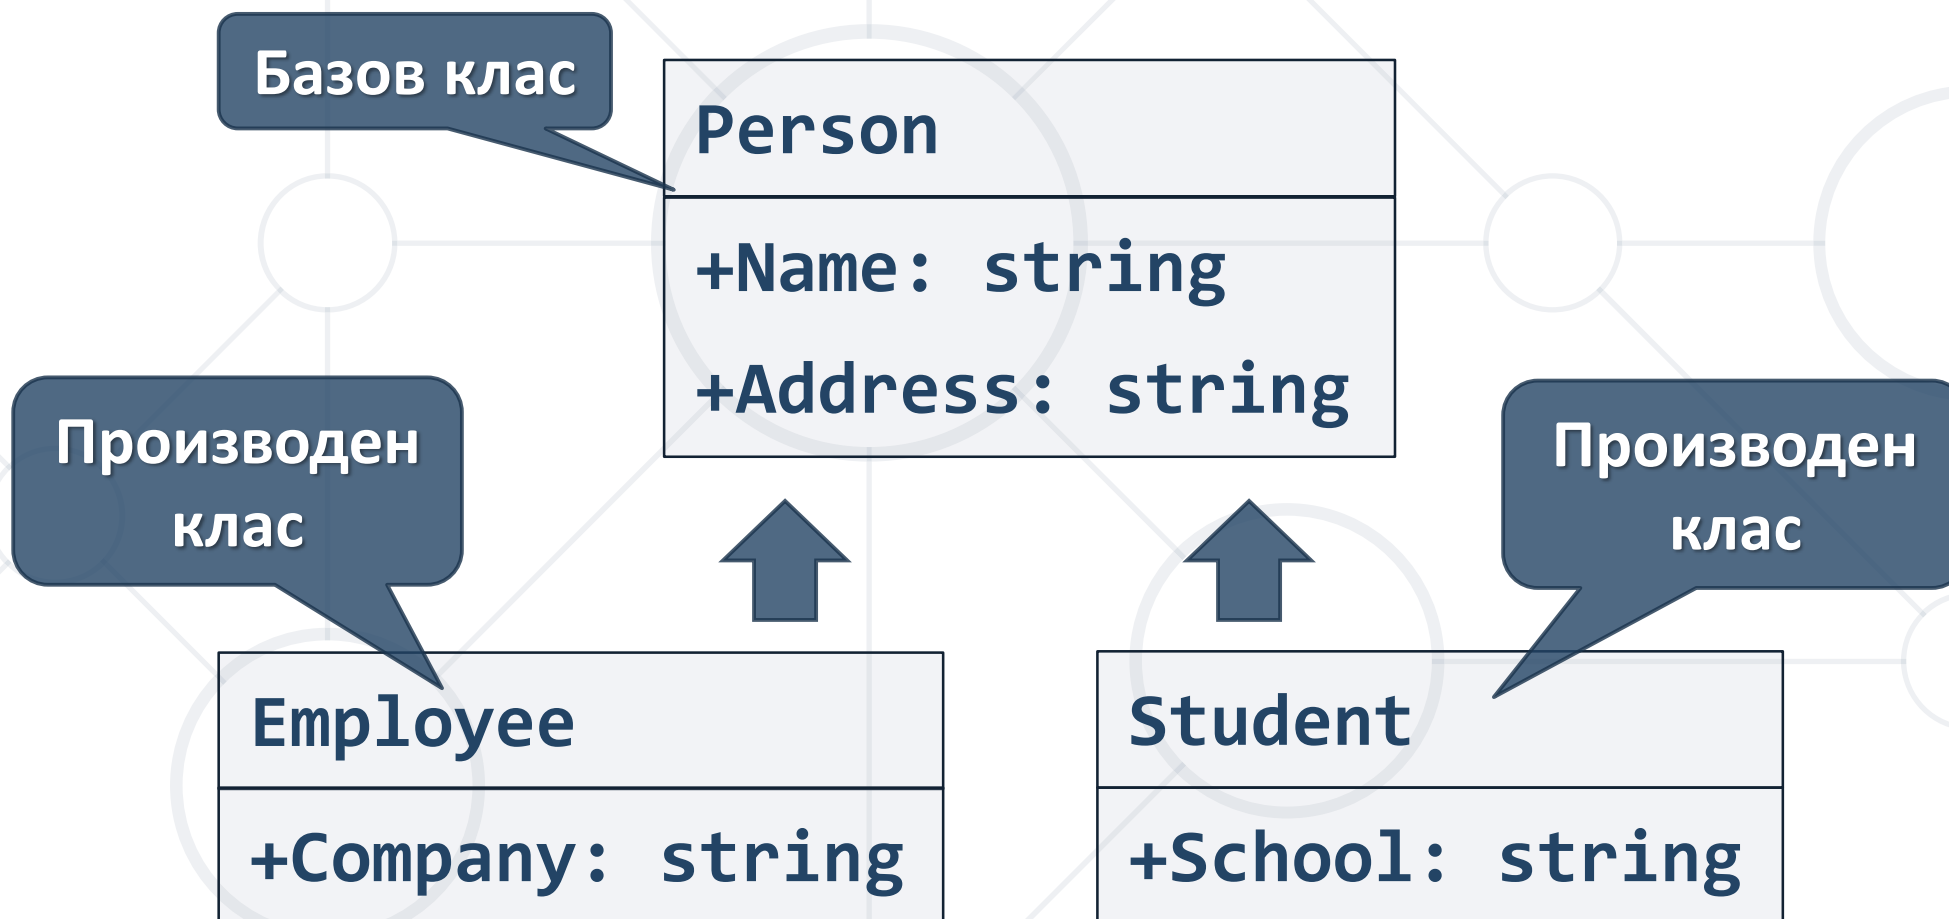 Базов клас
Person
+Name: string
+Address: string
Производен
клас
Производен
клас
Employee
+Company: string
Student
+School: string